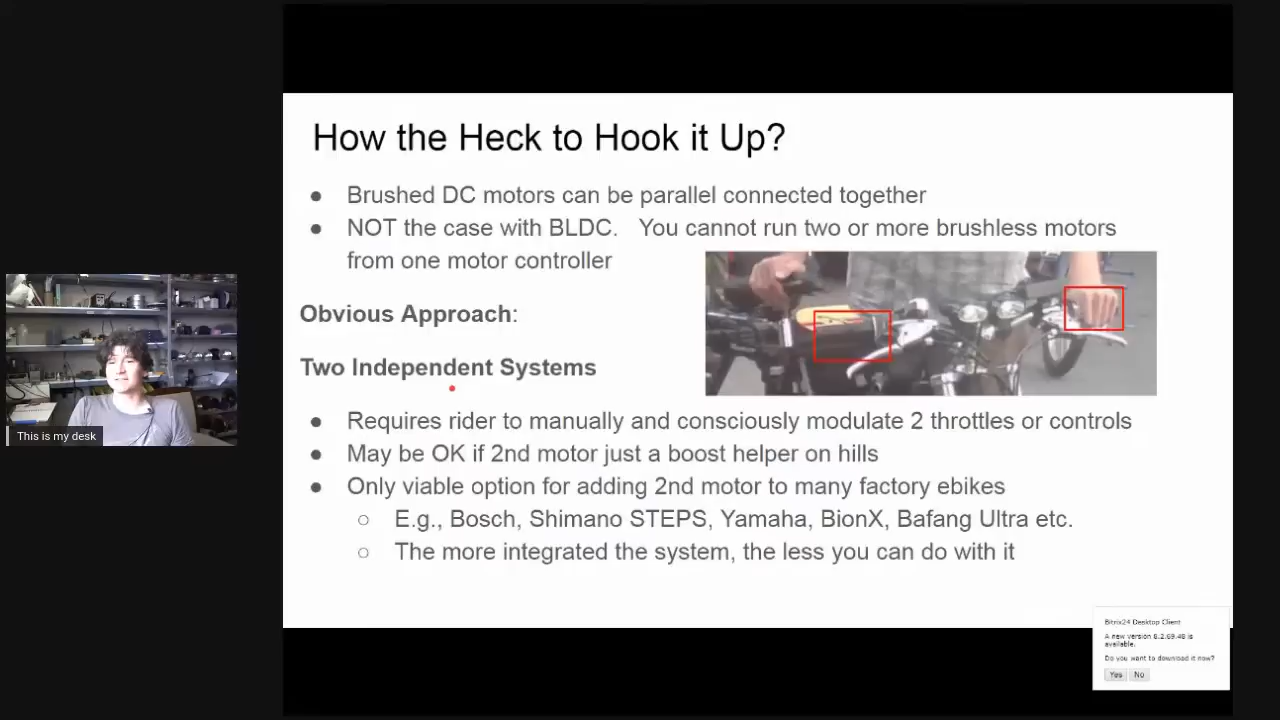 How the Heck to Hook it Up?
● Brushed DC motors can be parallel connected together
● NOT the case with BLDC. You cannot run two or more brushless motors
from one motor controller
Obvious Approach:
Two Independent Systems
● Requires rider to manually and consciously modulate 2 throttles or controls
● May be OK if 2nd motor just a boost helper on hills
● Only viable option for adding 2nd motor to many factory ebikes
○ E.g., Bosch, Shimano STEPS, Yamaha, BionX, Bafang Ultra etc.
○ The more integrated the system, the less you can do with it
This is my desk
Bitrix24 Desktop Client
A new version 8.2.69.48 is
available.
Do you want to download it now?
Yes No